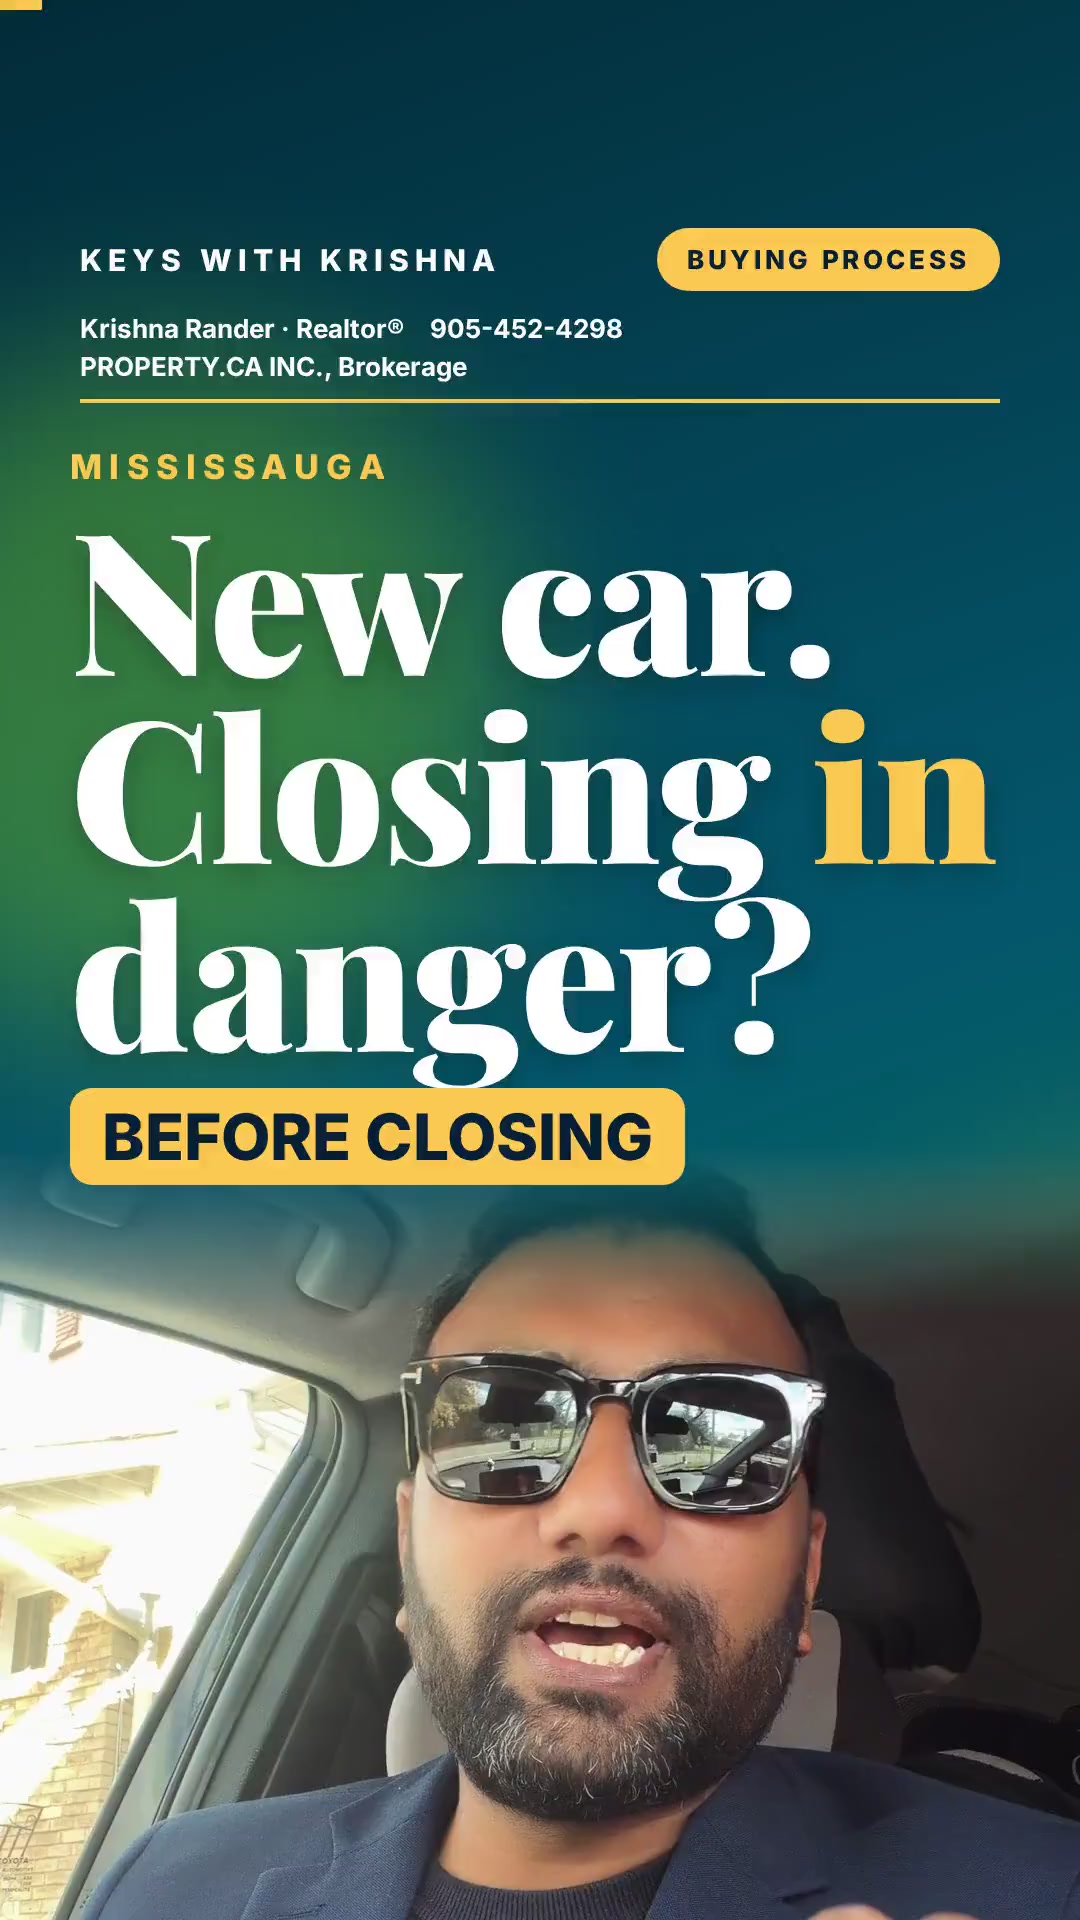 KEYS WITH KRISHNA
BUYING PROCESS
Krishna Rander · Realtor® 905-452-4298
PROPERTY.CA INC., Brokerage
MISSISSAUGA
New car.
Closing in
danger?
BEFORE CLOSING